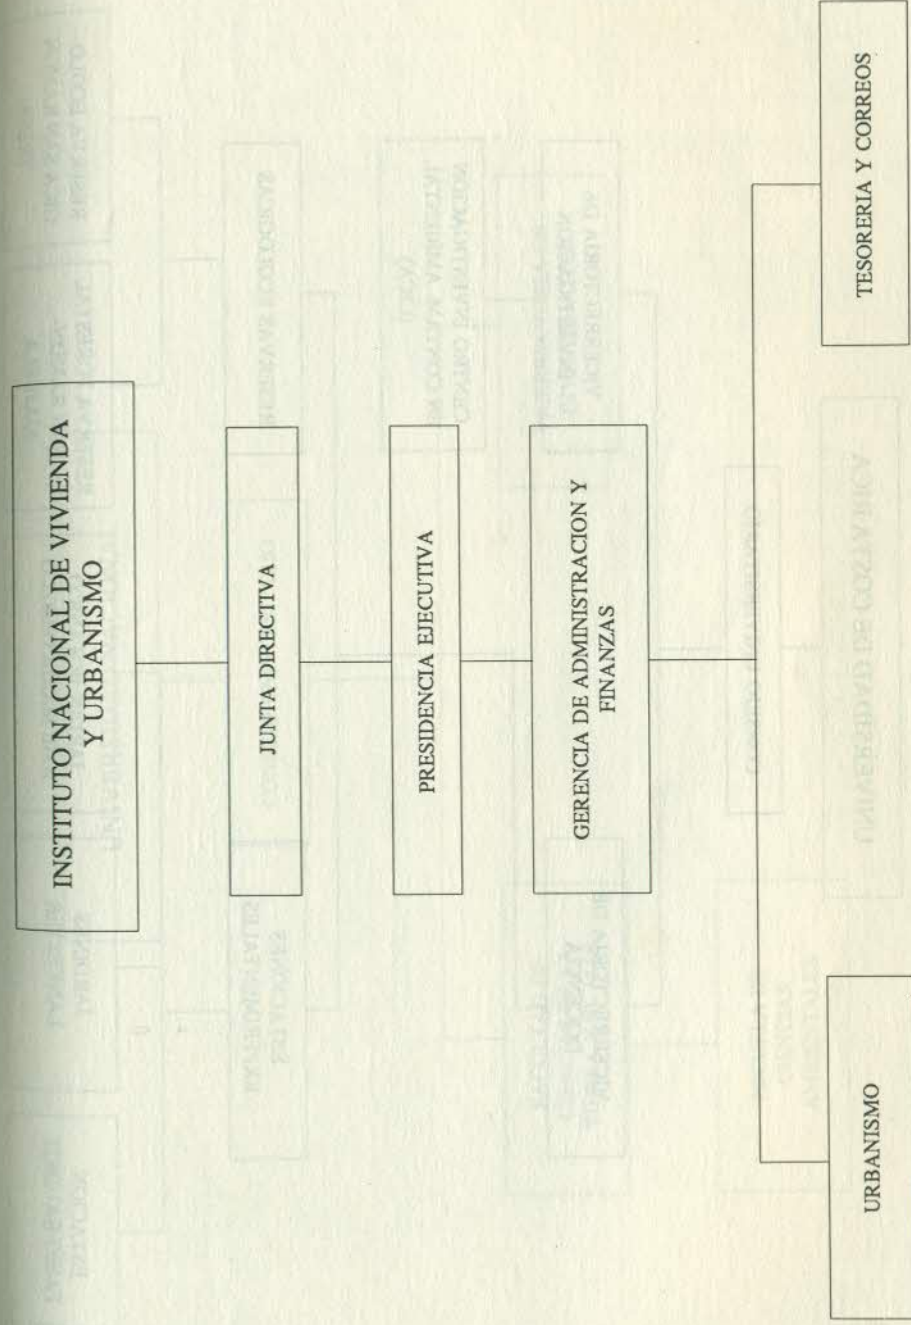 INSTITUTO NACIONAL DE VIVIENDA
Y URBANISMO
JUNTA DIRECTIVA
PRESIDENCIA EJECUTIVA
GERENCIA DE ADMINISTRACION Y
FINANZAS
URBANISMO
TESORERIA Y CORREOS